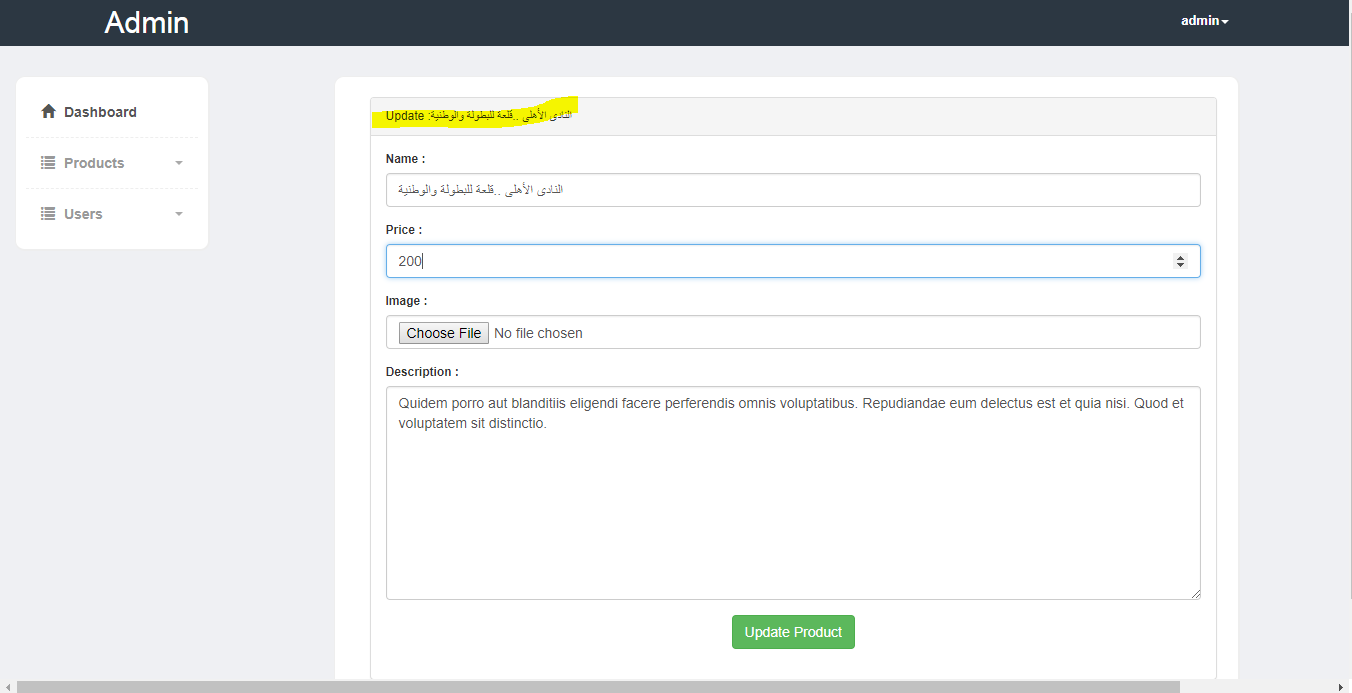 Admin
admin
Dashboard
Products
Users
Update :النادى الأهلى ..قلعة للبطولة والوطنية
Name :
النادى الأهلى ..قلعة للبطولة والوطنية
Price :
200
Image :
Choose File No file chosen
Description :
Quidem porro aut blanditiis eligendi facere perferendis omnis voluptatibus. Repudiandae eum delectus est et quia nisi. Quod et
voluptatem sit distinctio.
Update Product